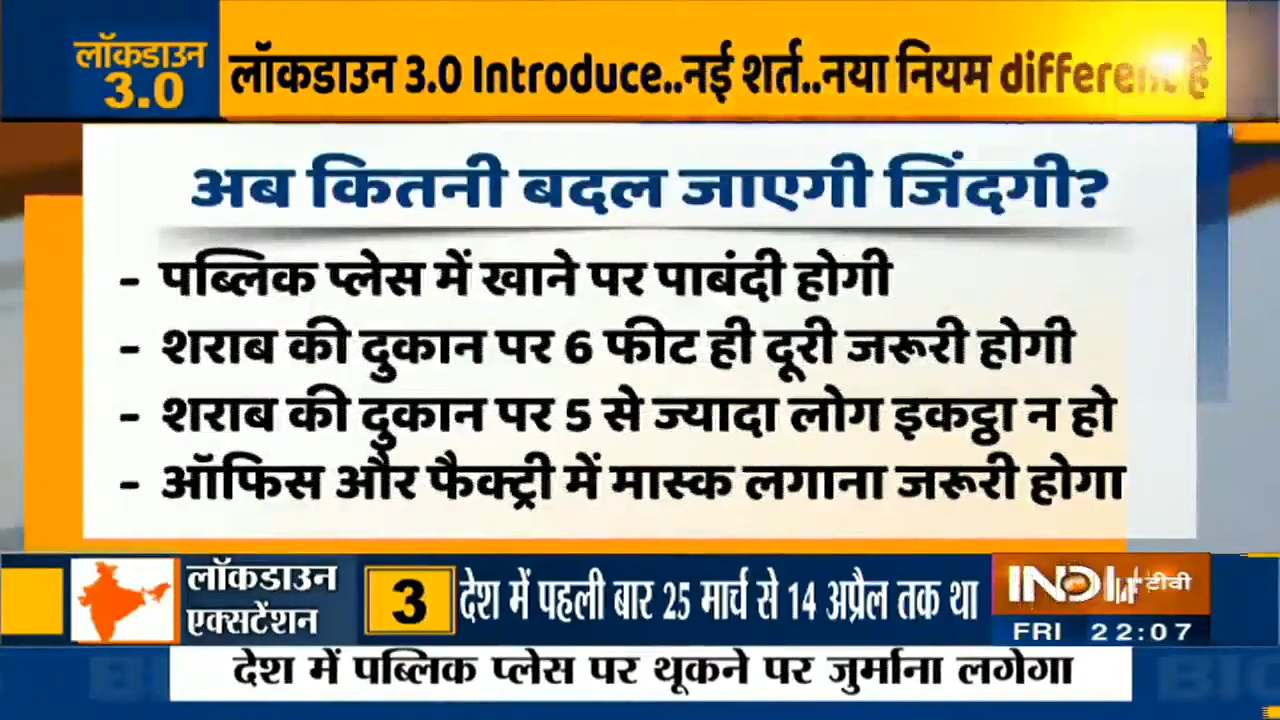 लॉकडाउन
3.0
लॉकडाउन 3.0 Introduce..नई शर्त..नया नियम different है
अब कितनी बदल जाएगी जिंदगी?
- पब्लिक प्लेस में खाने पर पाबंदी होगी
- शराब की दुकान पर 6 फीट ही दूरी जरूरी होगी
- शराब की दुकान पर 5 से ज्यादा लोग इकट्ठा न हो
- ऑफिस और फैक्ट्री में मास्क लगाना जरूरी होगा
लॉकडाउन
एक्सटेंशन
3
देश में पहली बार 25 मार्च से 14 अप्रैल तक था
टीवी
FRI 22:07
देश में पब्लिक प्लेस पर थूकने पर जुर्माना लगेगा